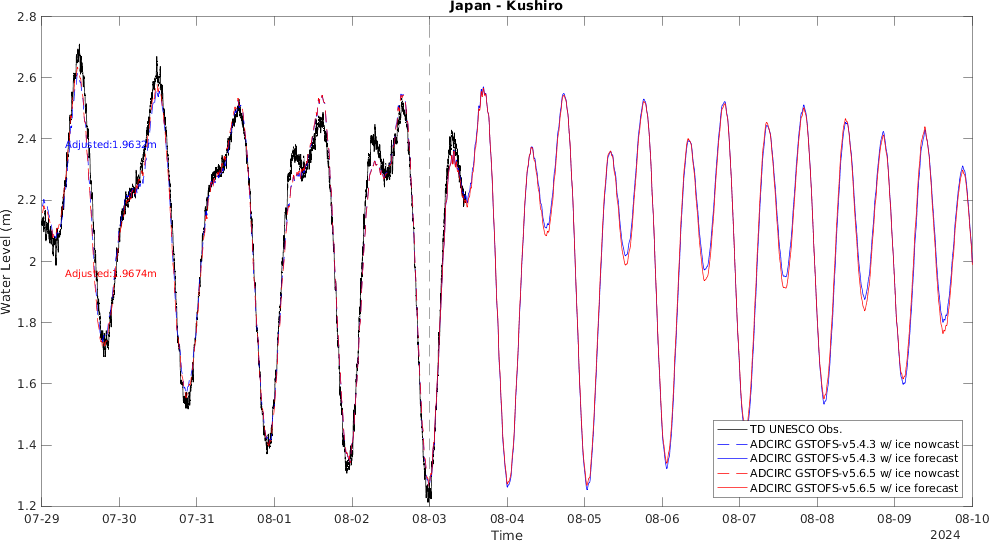 Japan - Kushiro
2.8
2.6
2.4
2.2
2
1.8
1.6
1.4
1.2
Water Level (m)
Adjusted:1.9632m
Adjusted:1.9674m
TD UNESCO Obs.
ADCIRC GSTOFS-v5.4.3 w/ ice nowcast
ADCIRC GSTOFS-v5.4.3 w/ ice forecast
ADCIRC GSTOFS-v5.6.5 w/ ice nowcast
ADCIRC GSTOFS-v5.6.5 w/ ice forecast
07-29 07-30 07-31 08-01 08-02 08-03 08-04 08-05 08-06 08-07 08-08 08-09 08-10
Time
2024